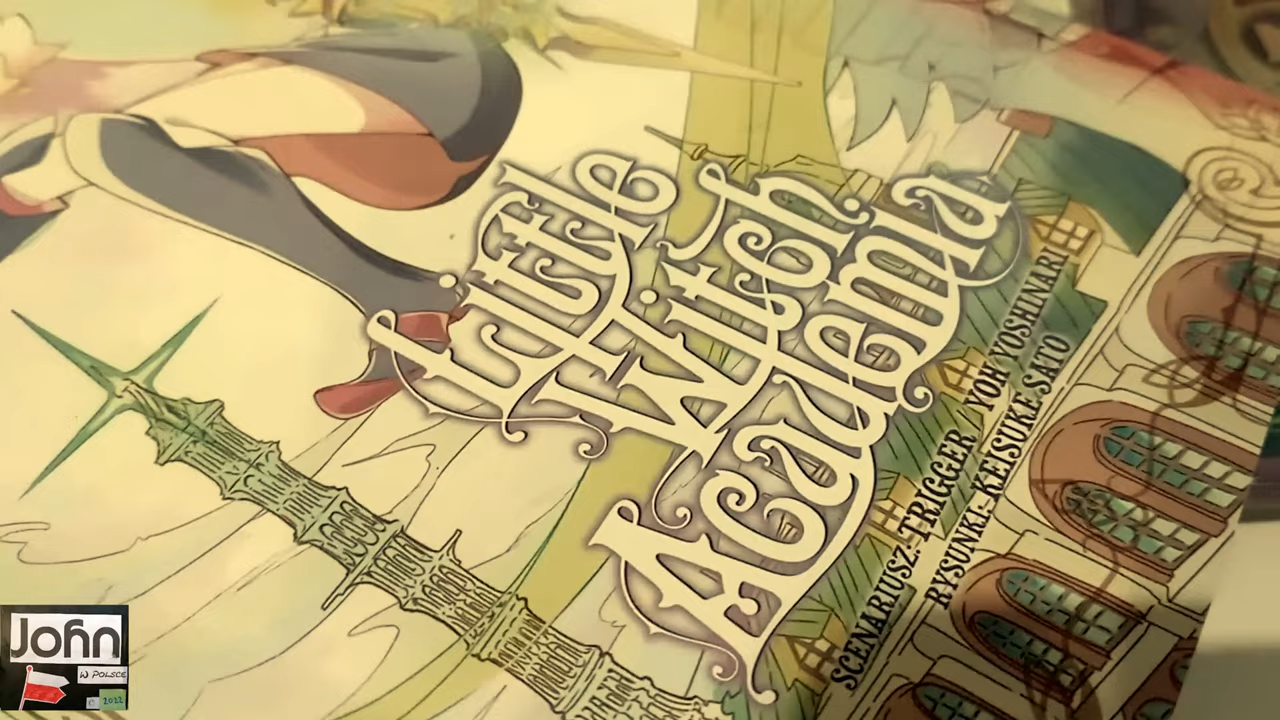 Little
Witch
Academia
SCENARIUSZ: TRIGGER / YOH YOSHINARI
RYSUNKI: KEISUKE SATO
John
W POLSCE
© 2022